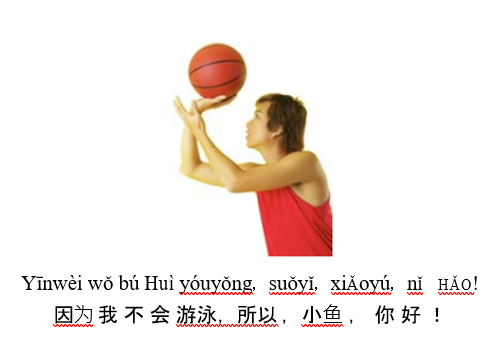 Yīnwèi wǒ bú Huì yóuyǒng, suǒyǐ, xiǍoyú, nǐ HǍO!
因为 我 不 会 游泳, 所以 , 小鱼 , 你 好 !